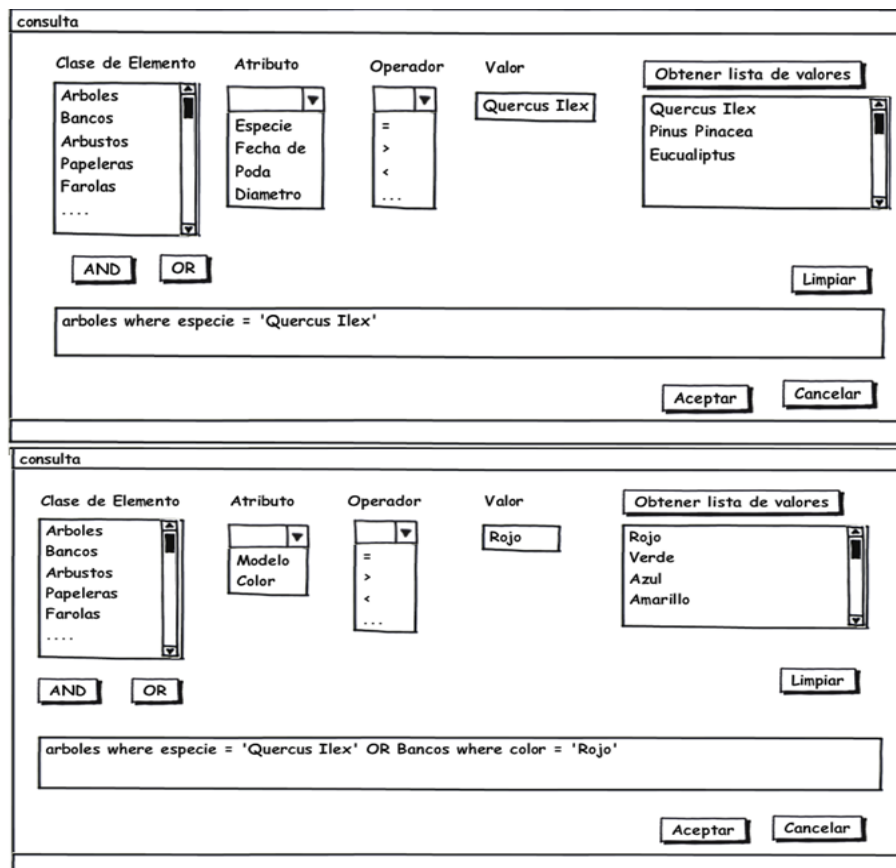 consulta
Clase de Elemento Atributo Operador Valor Obtener lista de valores
Arboles
Bancos
Arbustos
Papeleras
Farolas
....
Especie
Fecha de
Poda
Diametro
=
>
<
...
Quercus Ilex
Quercus Ilex
Pinus Pinacea
Eucualiptus
AND OR
Limpiar
arboles where especie = 'Quercus Ilex'
Aceptar Cancelar
consulta
Clase de Elemento Atributo Operador Valor Obtener lista de valores
Arboles
Bancos
Arbustos
Papeleras
Farolas
....
Modelo
Color
=
>
<
...
Rojo
Rojo
Verde
Azul
Amarillo
AND OR
Limpiar
arboles where especie = 'Quercus Ilex' OR Bancos where color = 'Rojo'
Aceptar Cancelar